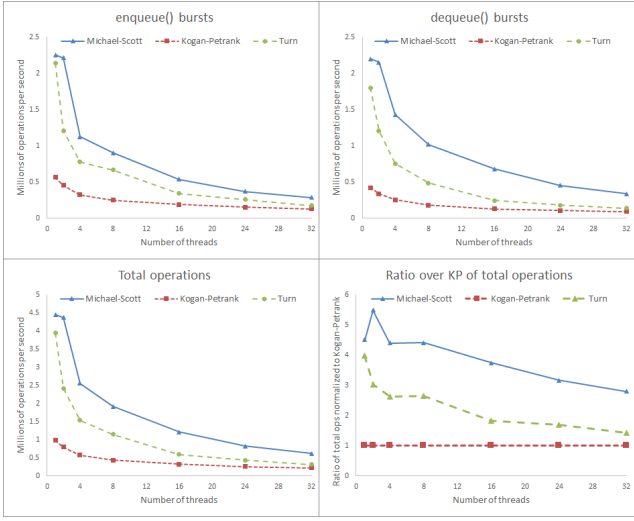 enqueue() bursts
Michael-Scott Kogan-Petrank Turn
Millions of operations per second
2.5
2
1.5
1
0.5
0
0 4 8 12 16 20 24 28 32
Number of threads
dequeue() bursts
Michael-Scott Kogan-Petrank Turn
Millions of operations per second
2.5
2
1.5
1
0.5
0
0 4 8 12 16 20 24 28 32
Number of threads
Total operations
Michael-Scott Kogan-Petrank Turn
Millions of operations per second
5
4.5
4
3.5
3
2.5
2
1.5
1
0.5
0
0 4 8 12 16 20 24 28 32
Number of threads
Ratio over KP of total operations
Michael-Scott Kogan-Petrank Turn
Ratio of total ops normalized to Kogan-Petrank
6
5
4
3
2
1
0
0 4 8 12 16 20 24 28 32
Number of threads